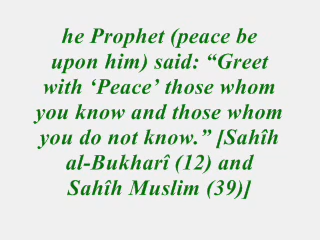 he Prophet (peace be
upon him) said: “Greet
with ‘Peace’ those whom
you know and those whom
you do not know.” [Sahîh
al-Bukharî (12) and
Sahîh Muslim (39)]